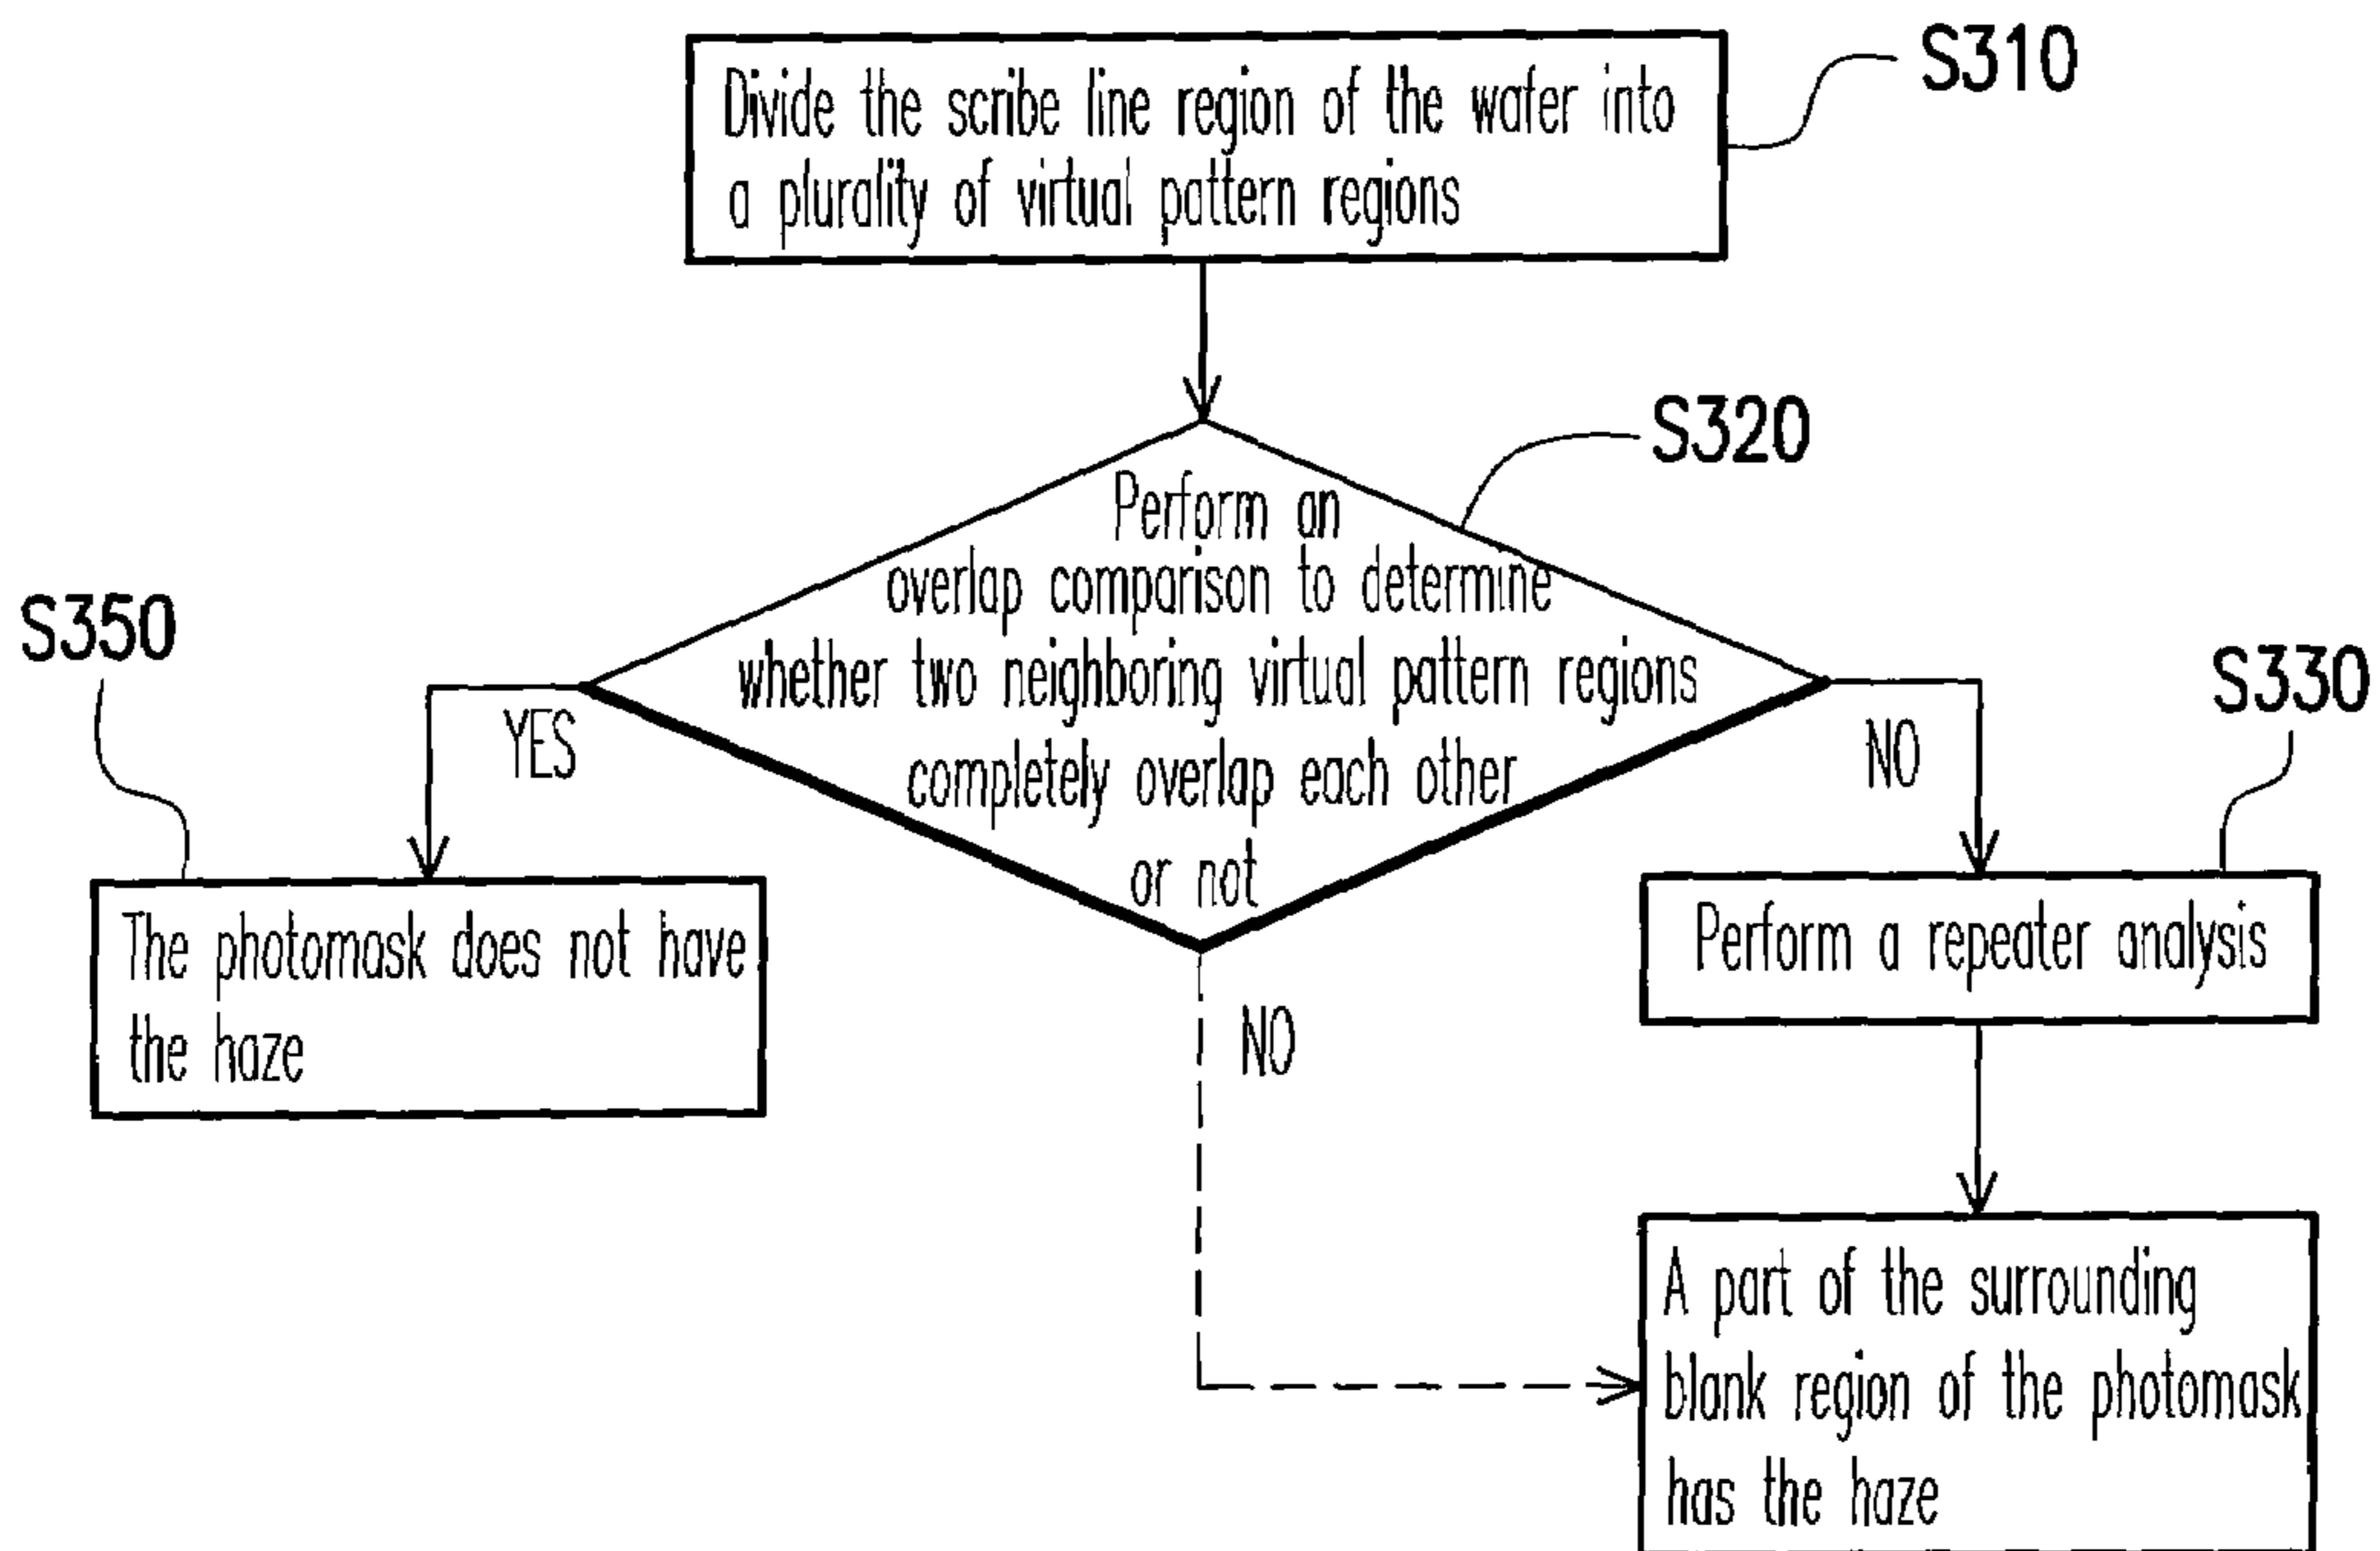 S310
Divide the scribe line region of the wafer into
a plurality of virtual pattern regions
S320
Perform an
overlap comparison to determine
whether two neighboring virtual pattern regions
completely overlap each other
or not
S350
YES
The photomask does not have
the haze
S330
NO
Perform a repeater analysis
NO
A part of the surrounding
blank region of the photomask
has the haze